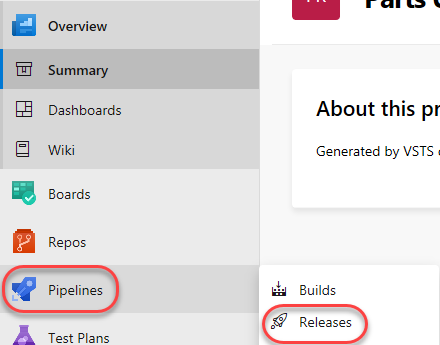 Overview
Summary
Dashboards
Wiki
Boards
Repos
Pipelines
Test Plans
Parts
About this pr
Generated by VSTS
Builds
Releases